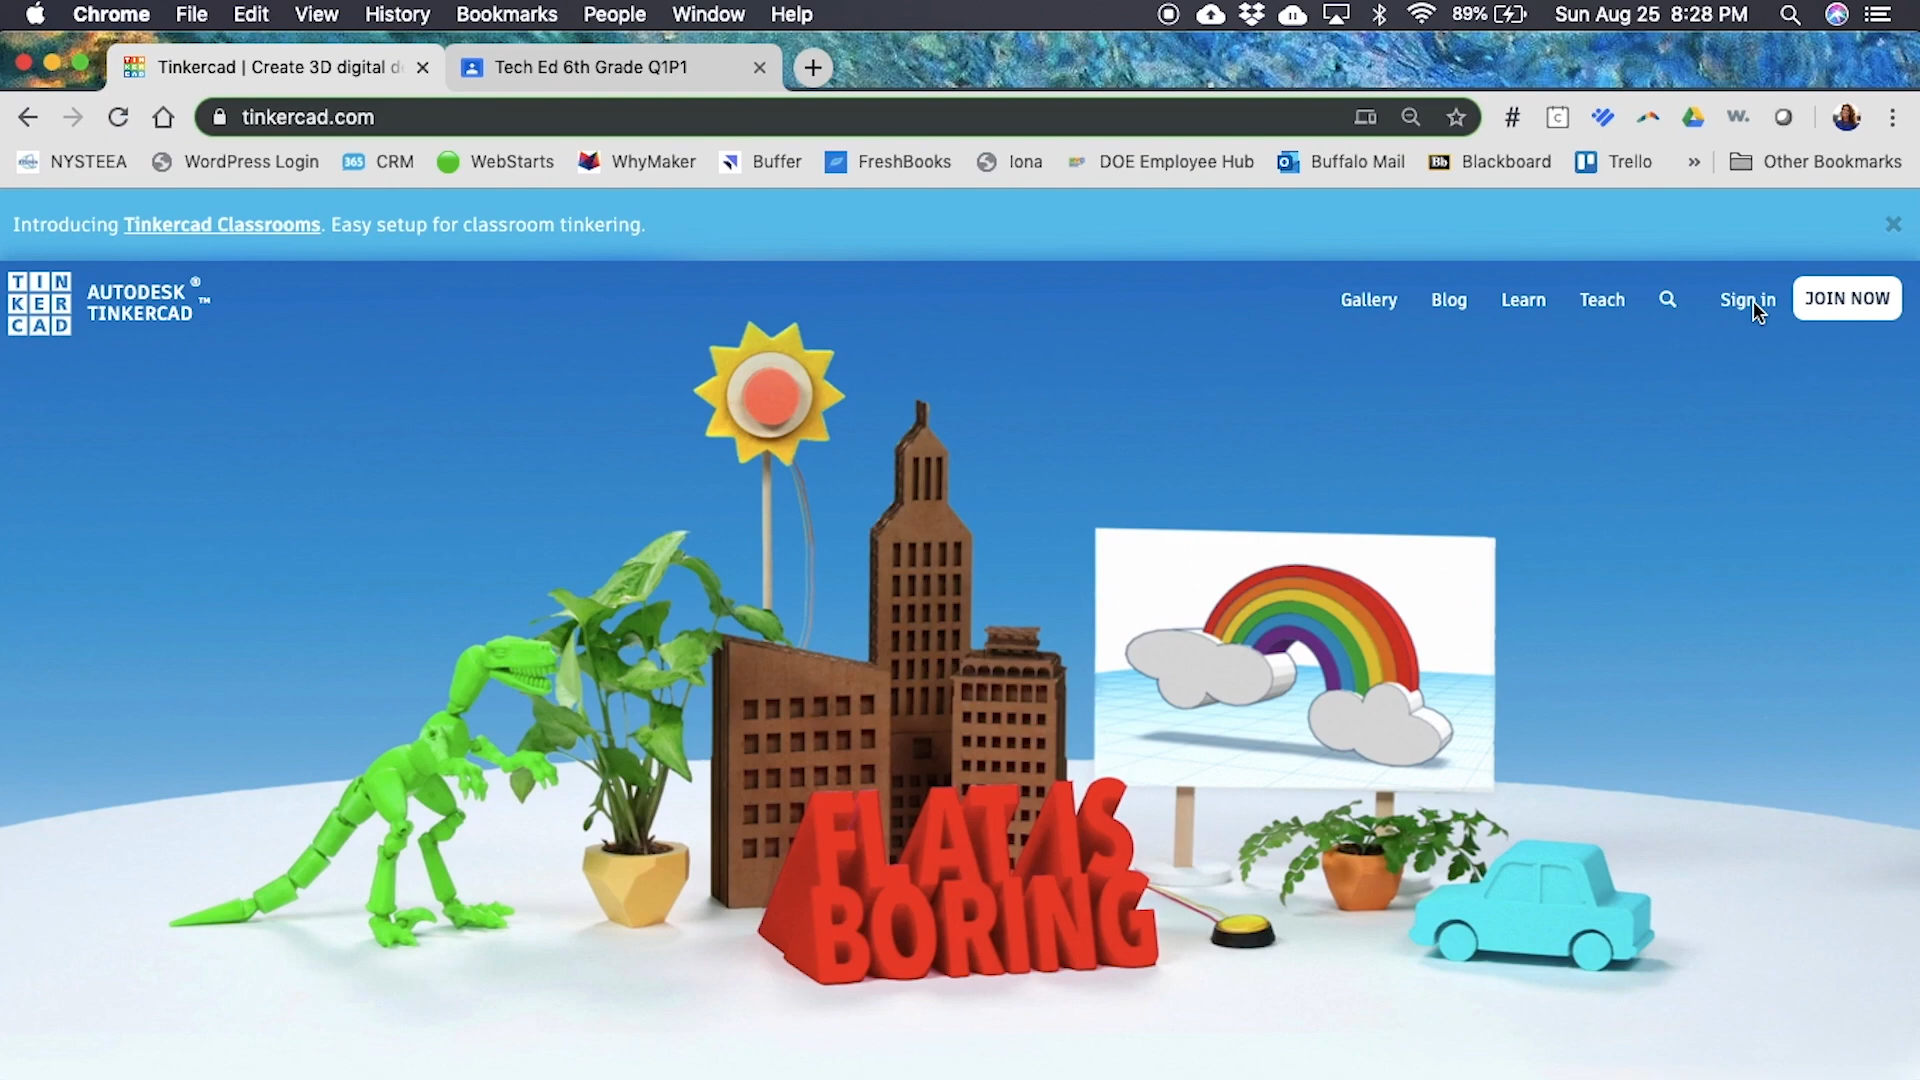 Chrome File Edit View History Bookmarks People Window Help 89% Sun Aug 25 8:28 PM
Tinkercad | Create 3D digital d Tech Ed 6th Grade Q1P1
tinkercad.com # C W.
NYSTEEA WordPress Login 365 CRM WebStarts WhyMaker Buffer FreshBooks Iona DOE Employee Hub Buffalo Mail Bb Blackboard Trello » Other Bookmarks
Introducing Tinkercad Classrooms. Easy setup for classroom tinkering.
TIN
KER
CAD
AUTODESK ®
TINKERCAD ™
Gallery Blog Learn Teach Sign in JOIN NOW
FLAT IS
BORING